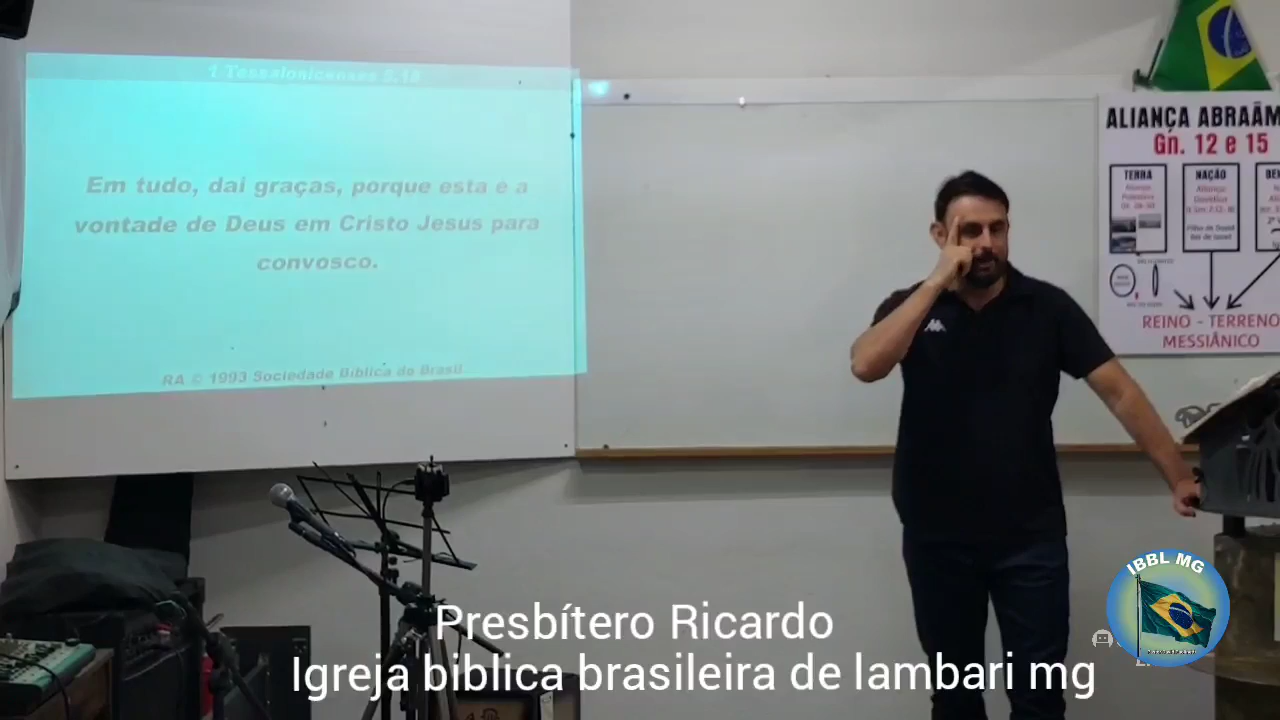 1 Tessalonicenses 5.18
Em tudo, dai graças, porque esta é a
vontade de Deus em Cristo Jesus para
convosco.
RA © 1993 Sociedade Bíblica do Brasil
ALIANÇA ABRAÂM
Gn. 12 e 15
TERRA
NAÇÃO
REINO - TERRENO
MESSIÂNICO
IBBL MG
Presbítero Ricardo
Igreja biblica brasileira de lambari mg